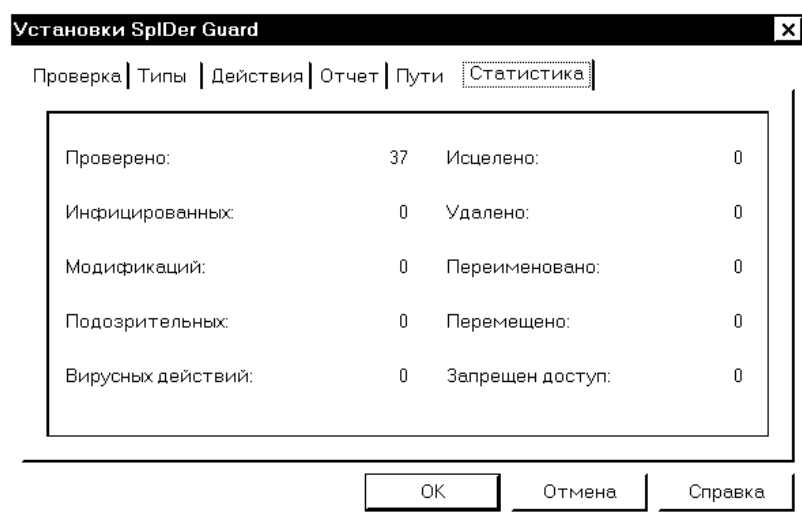 Установки SpIDer Guard
Проверка Типы Действия Отчет Пути Статистика
Проверено: 37 Исцелено: 0
Инфицированных: 0 Удалено: 0
Модификаций: 0 Переименовано: 0
Подозрительных: 0 Перемещено: 0
Вирусных действий: 0 Запрещен доступ: 0
OK Отмена Справка